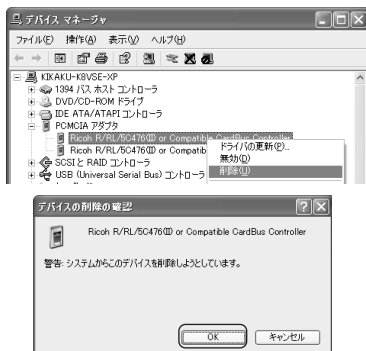 デバイス マネージャ
ファイル(F) 操作(A) 表示(V) ヘルプ(H)
KIKAKU-K8VSE-XP
1394 バス ホスト コントローラ
DVD/CD-ROM ドライブ
IDE ATA/ATAPI コントローラ
PCMCIA アダプタ
Ricoh R/RL/5C476(II) or Compatible CardBus Controller
Ricoh R/RL/5C476(II) or Compatib
ドライバの更新(P)...
無効(D)
削除(U)
SCSI と RAID コントローラ
USB (Universal Serial Bus) コントローラ
デバイスの削除の確認
Ricoh R/RL/5C476(II) or Compatible CardBus Controller
警告: システムからこのデバイスを削除しようとしています。
OK キャンセル